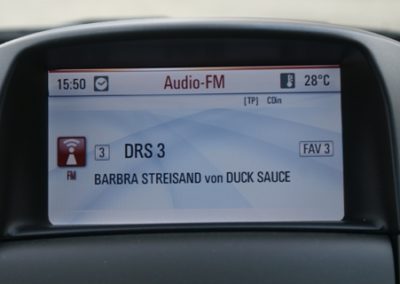 15:50 Audio-FM 28°C
[TP] CDin
3 DRS 3 FAV 3
FM
BARBRA STREISAND von DUCK SAUCE